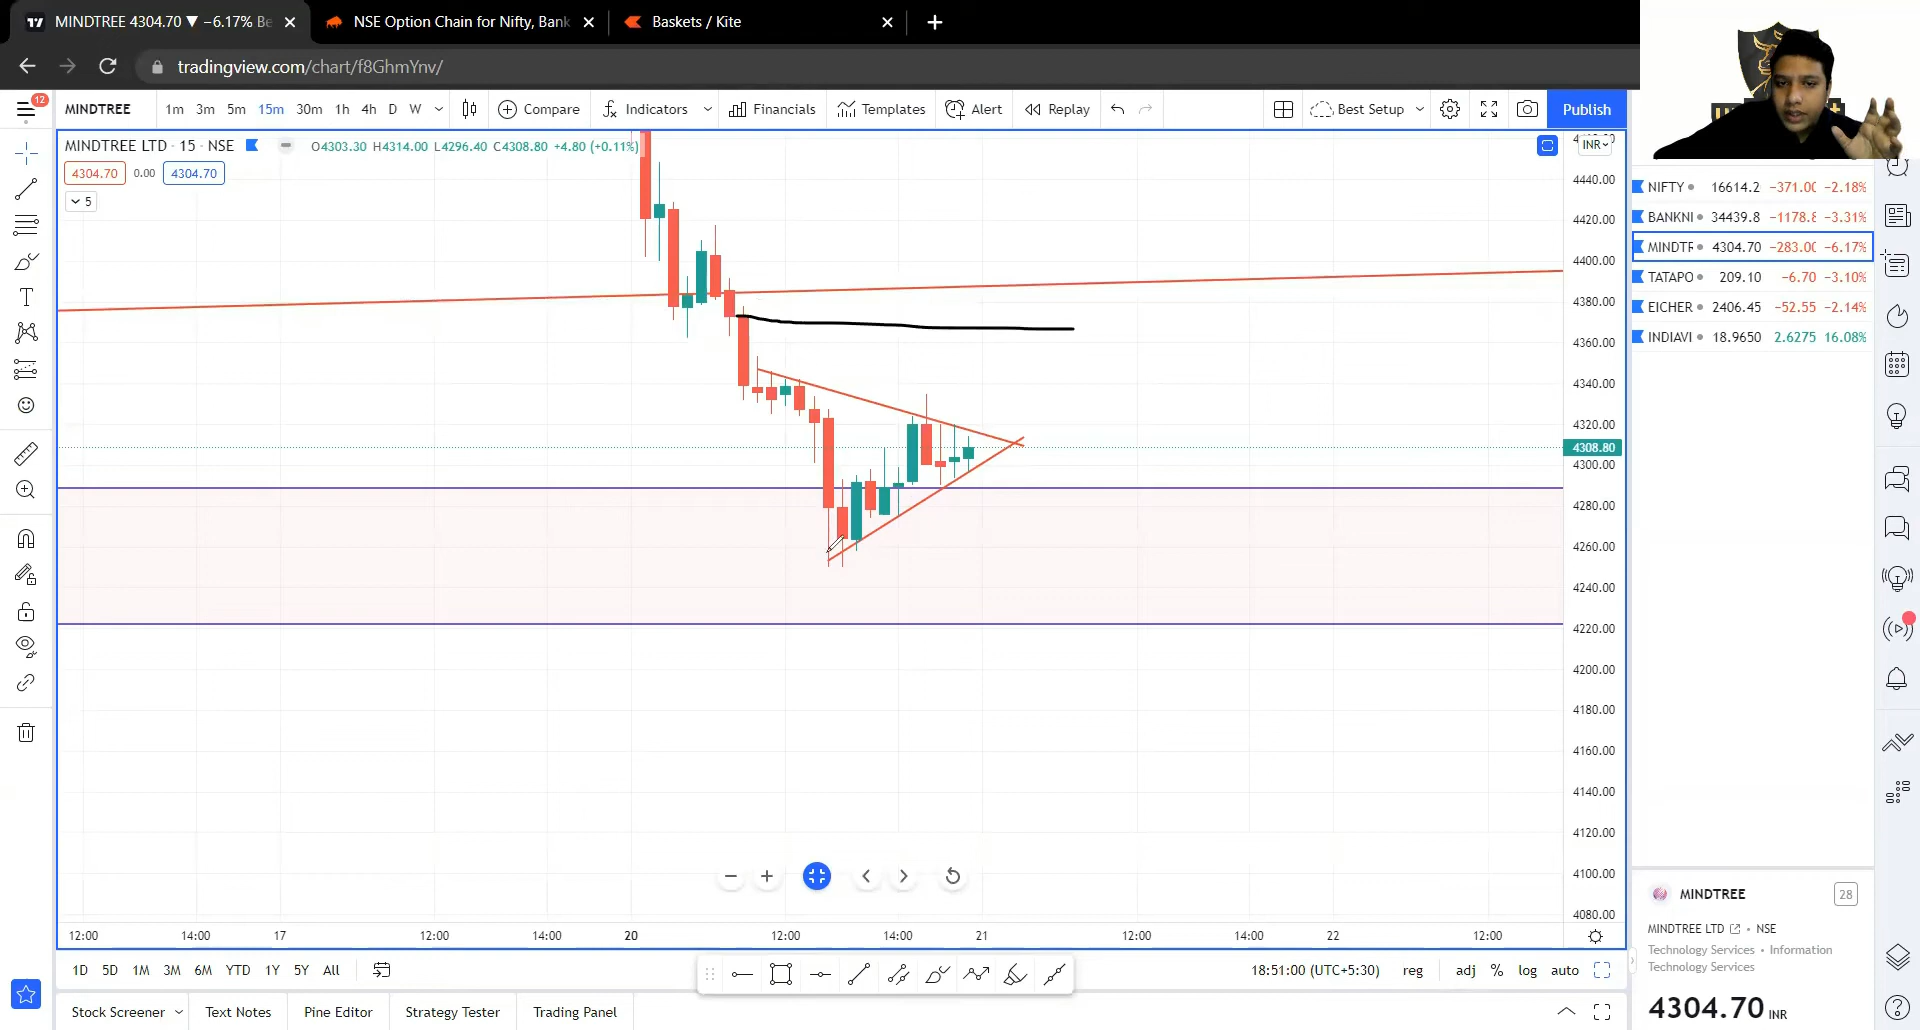 MINDTREE 4304.70 ▼ −6.17% Be
NSE Option Chain for Nifty, Bank
Baskets / Kite
tradingview.com/chart/f8GhmYnv/
12
MINDTREE
1m 3m 5m 15m 30m 1h 4h D W
Compare
Indicators
Financials
Templates
Alert
Replay
Best Setup
Publish
MINDTREE LTD · 15 · NSE
O4303.30 H4314.00 L4296.40 C4308.80 +4.80 (+0.11%)
INR
4304.70 0.00 4304.70
5
4440.00
4420.00
4400.00
4380.00
4360.00
4340.00
4320.00
4308.80
4300.00
4280.00
4260.00
4240.00
4220.00
4200.00
4180.00
4160.00
4140.00
4120.00
4100.00
4080.00
NIFTY 16614.2 −371.00 −2.18%
BANKNI 34439.8 −1178.8 −3.31%
MINDTR 4304.70 −283.00 −6.17%
TATAPO 209.10 −6.70 −3.10%
EICHER 2406.45 −52.55 −2.14%
INDIAVI 18.9650 2.6275 16.08%
12:00 14:00 17 12:00 14:00 20 12:00 14:00 21 12:00 14:00 22 12:00
1D 5D 1M 3M 6M YTD 1Y 5Y All
18:51:00 (UTC+5:30) reg adj % log auto
Stock Screener Text Notes Pine Editor Strategy Tester Trading Panel
MINDTREE
28
MINDTREE LTD · NSE
Technology Services · Information
Technology Services
4304.70 INR